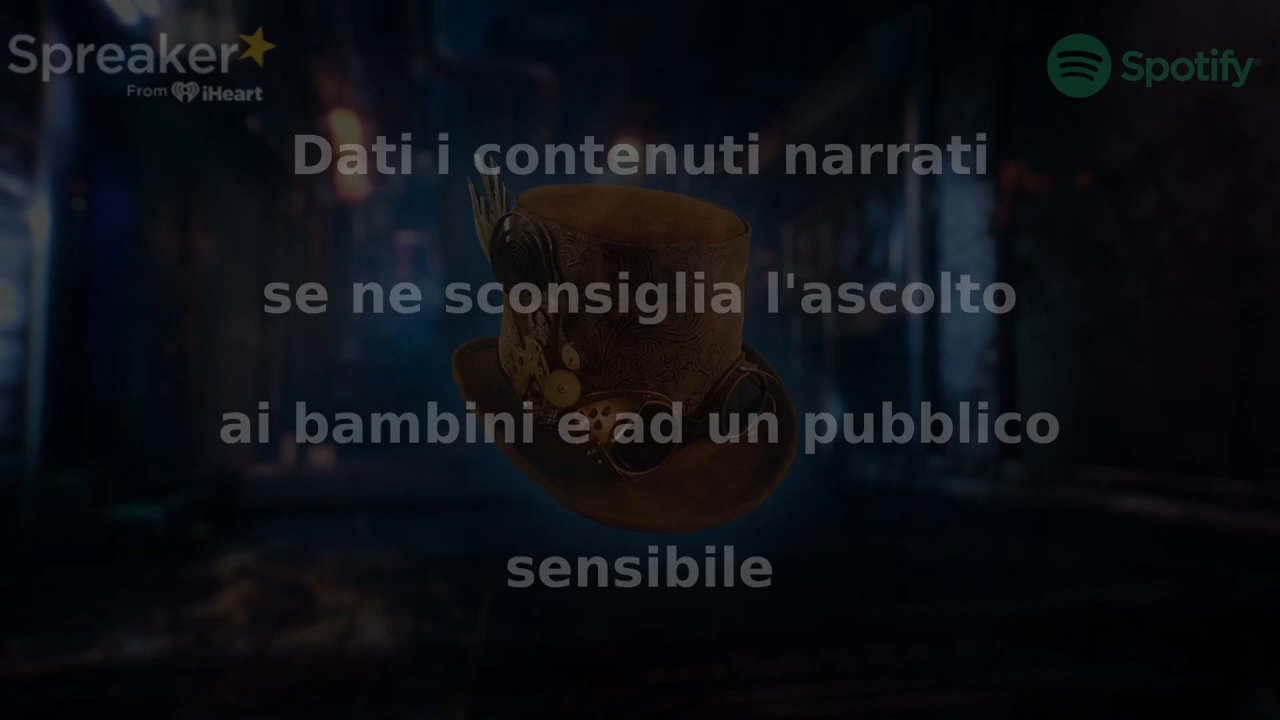 Spreaker
From iHeart
Spotify
Dati i contenuti narrati
se ne sconsiglia l'ascolto
ai bambini e ad un pubblico
sensibile